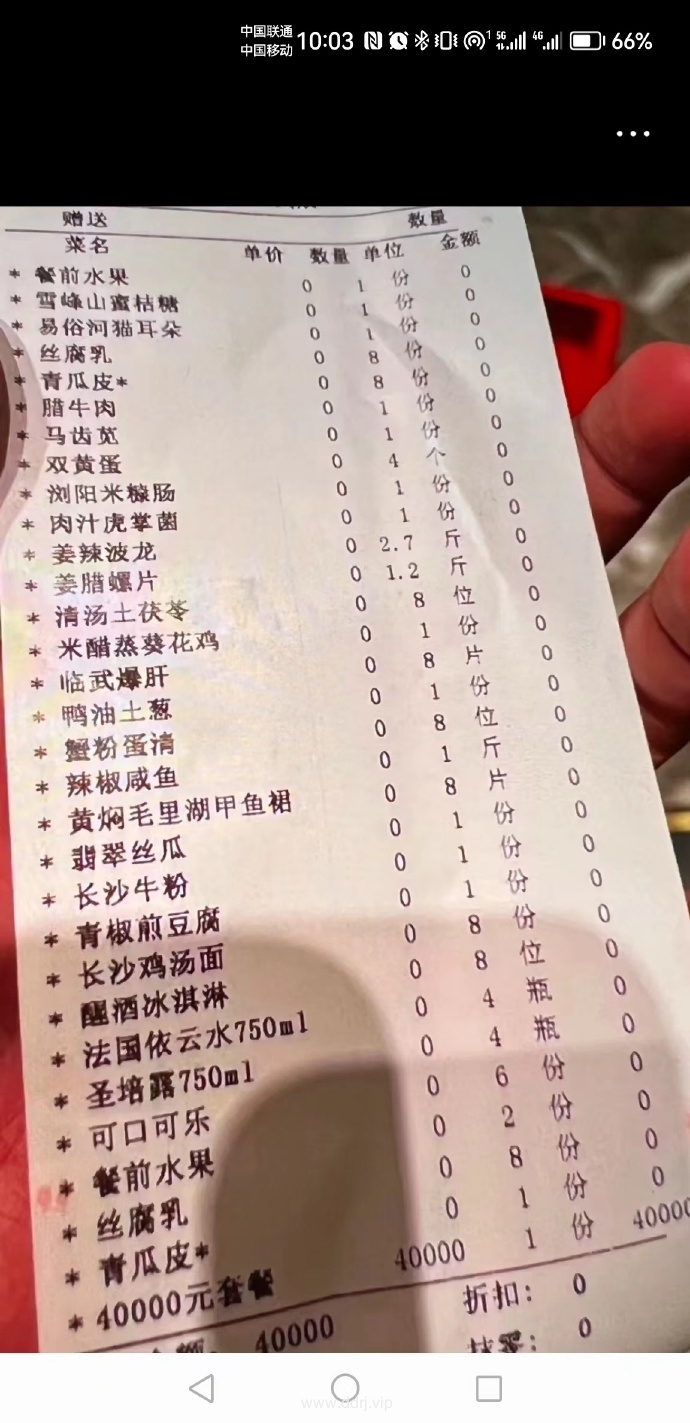 中国联通
中国移动 10:03 66%
赠送 数量
菜名 单价 数量 单位 金额
* 餐前水果 0 1 份 0
* 雪峰山蜜桔糖 0 1 份 0
* 易俗河猫耳朵 0 1 份 0
* 丝腐乳 0 8 份 0
* 青瓜皮* 0 8 份 0
* 腊牛肉 0 1 份 0
* 马齿苋 0 1 份 0
* 双黄蛋 0 4 个 0
* 浏阳米糠肠 0 1 份 0
* 肉汁虎掌菌 0 1 份 0
* 姜辣波龙 0 2.7 斤 0
* 姜腊螺片 0 1.2 斤 0
* 清汤土茯苓 0 8 位 0
* 米醋蒸葵花鸡 0 1 份 0
* 临武爆肝 0 8 片 0
* 鸭油土葱 0 1 份 0
* 蟹粉蛋清 0 8 位 0
* 辣椒咸鱼 0 1 斤 0
* 黄焖毛里湖甲鱼裙 0 8 片 0
* 翡翠丝瓜 0 1 份 0
* 长沙牛粉 0 1 份 0
* 青椒煎豆腐 0 1 份 0
* 长沙鸡汤面 0 8 份 0
* 醒酒冰淇淋 0 8 位 0
* 法国依云水750ml 0 4 瓶 0
* 圣培露750ml 0 4 瓶 0
* 可口可乐 0 6 份 0
* 餐前水果 0 2 份 0
* 丝腐乳 0 8 份 0
* 青瓜皮* 0 1 份 0
* 40000元套餐 40000 1 份 40000
40000 折扣: 0
0